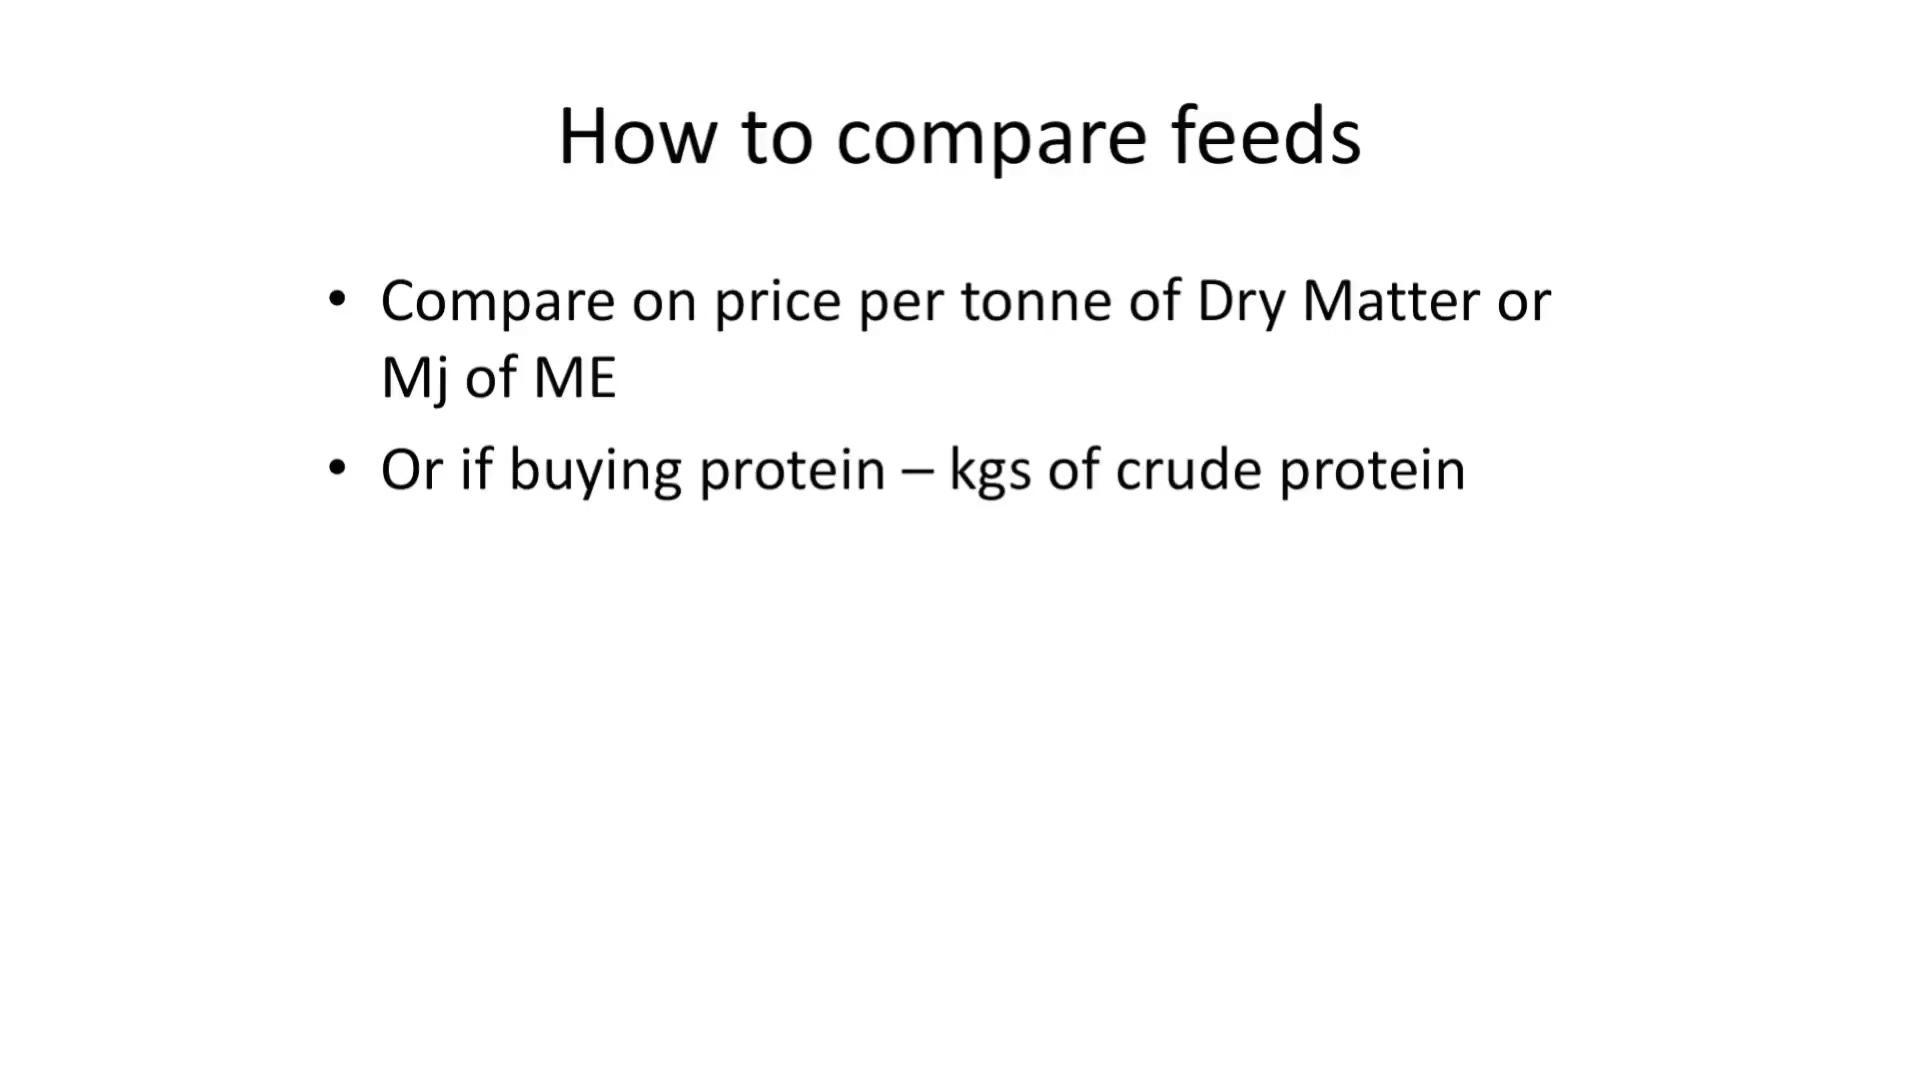 How to compare feeds
• Compare on price per tonne of Dry Matter or
Mj of ME
• Or if buying protein – kgs of crude protein